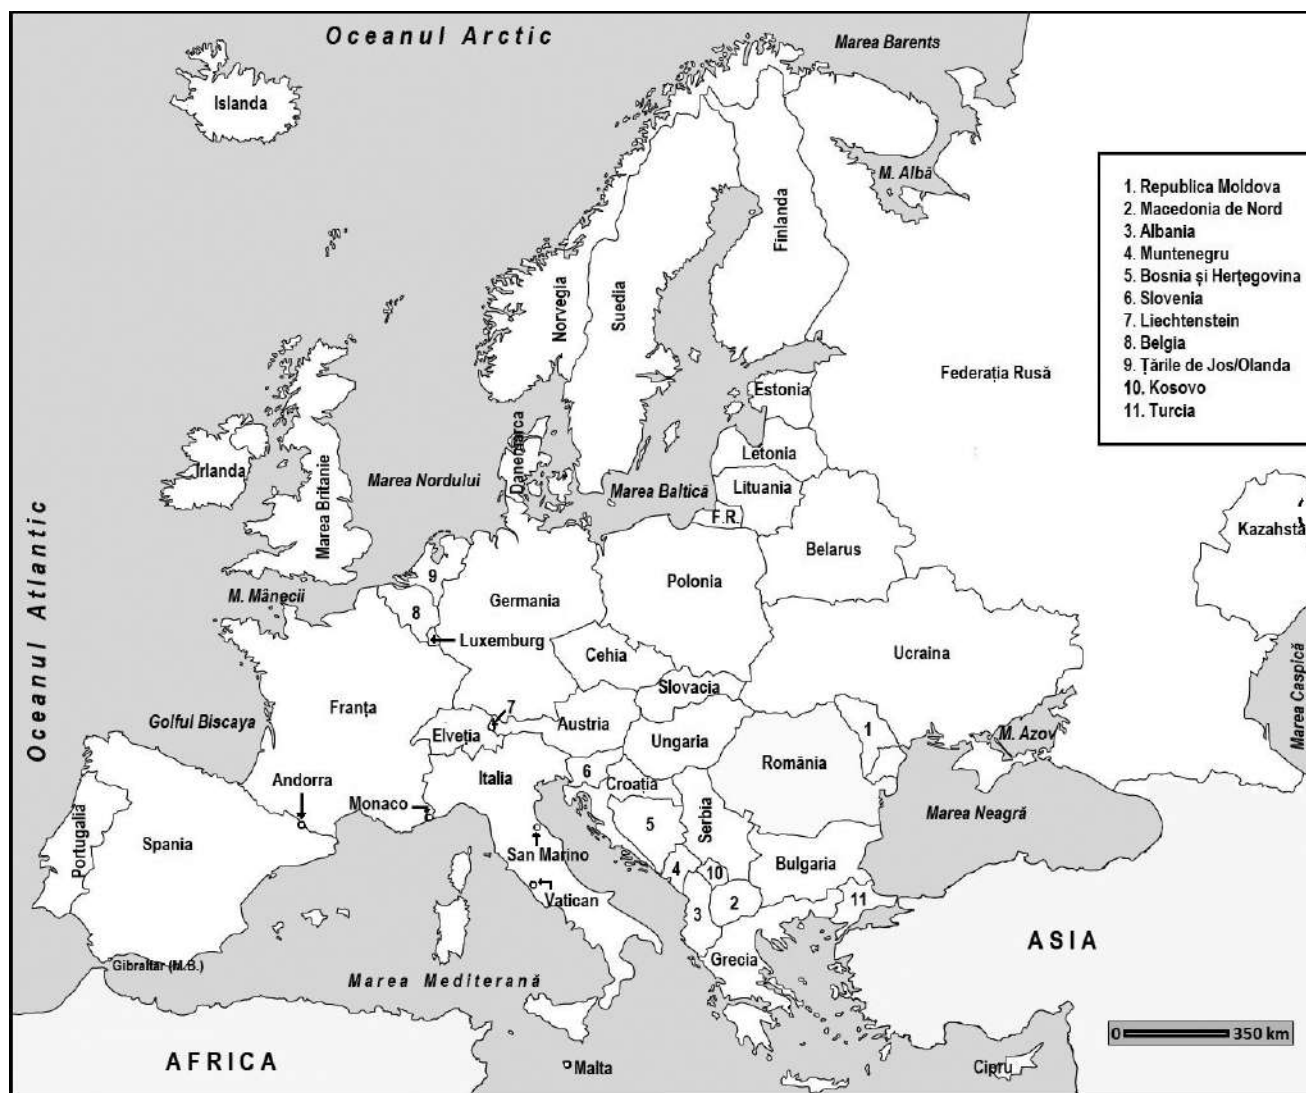 Oceanul Arctic
Marea Barents
Islanda
M. Albă
1. Republica Moldova
2. Macedonia de Nord
3. Albania
4. Muntenegru
5. Bosnia și Herțegovina
6. Slovenia
7. Liechtenstein
8. Belgia
9. Țările de Jos/Olanda
10. Kosovo
11. Turcia
Finlanda
Norvegia
Suedia
Federația Rusă
Estonia
Danemarca
Letonia
Irlanda
Marea Britanie
Marea Nordului
Marea Baltică
Lituania
F.R.
Kazahsta
Belarus
Oceanul Atlantic
9
Polonia
M. Mânecii
8
Germania
Luxemburg
Cehia
Ucraina
Slovacia
Marea Caspică
Golful Biscaya
Franța
7
Elveția
Austria
Ungaria
1
M. Azov
România
Italia
6
Croația
Andorra
Monaco
Serbia
5
Marea Neagră
Portugalia
Spania
San Marino
4
10
Bulgaria
Vatican
3
2
11
ASIA
Gibraltar (M.B.)
Marea Mediterană
Grecia
0 350 km
AFRICA
Malta
Cipru